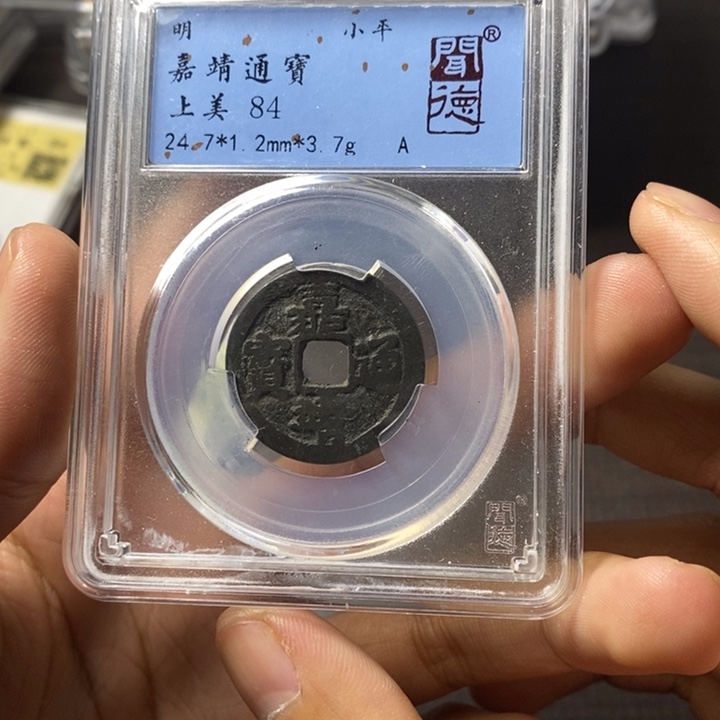 明 小平
嘉靖通寶
上美 84
24.7*1.2mm*3.7g A
聞德®
嘉靖通寶
聞德